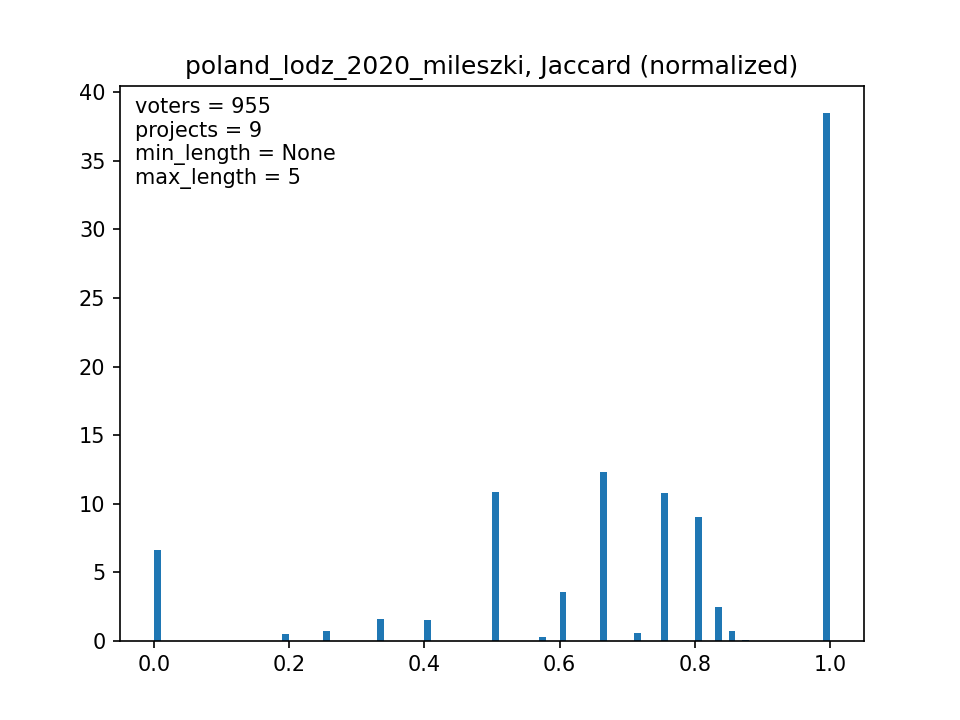 poland_lodz_2020_mileszki, Jaccard (normalized)
voters = 955
projects = 9
min_length = None
max_length = 5
40
35
30
25
20
15
10
5
0
0.0 0.2 0.4 0.6 0.8 1.0